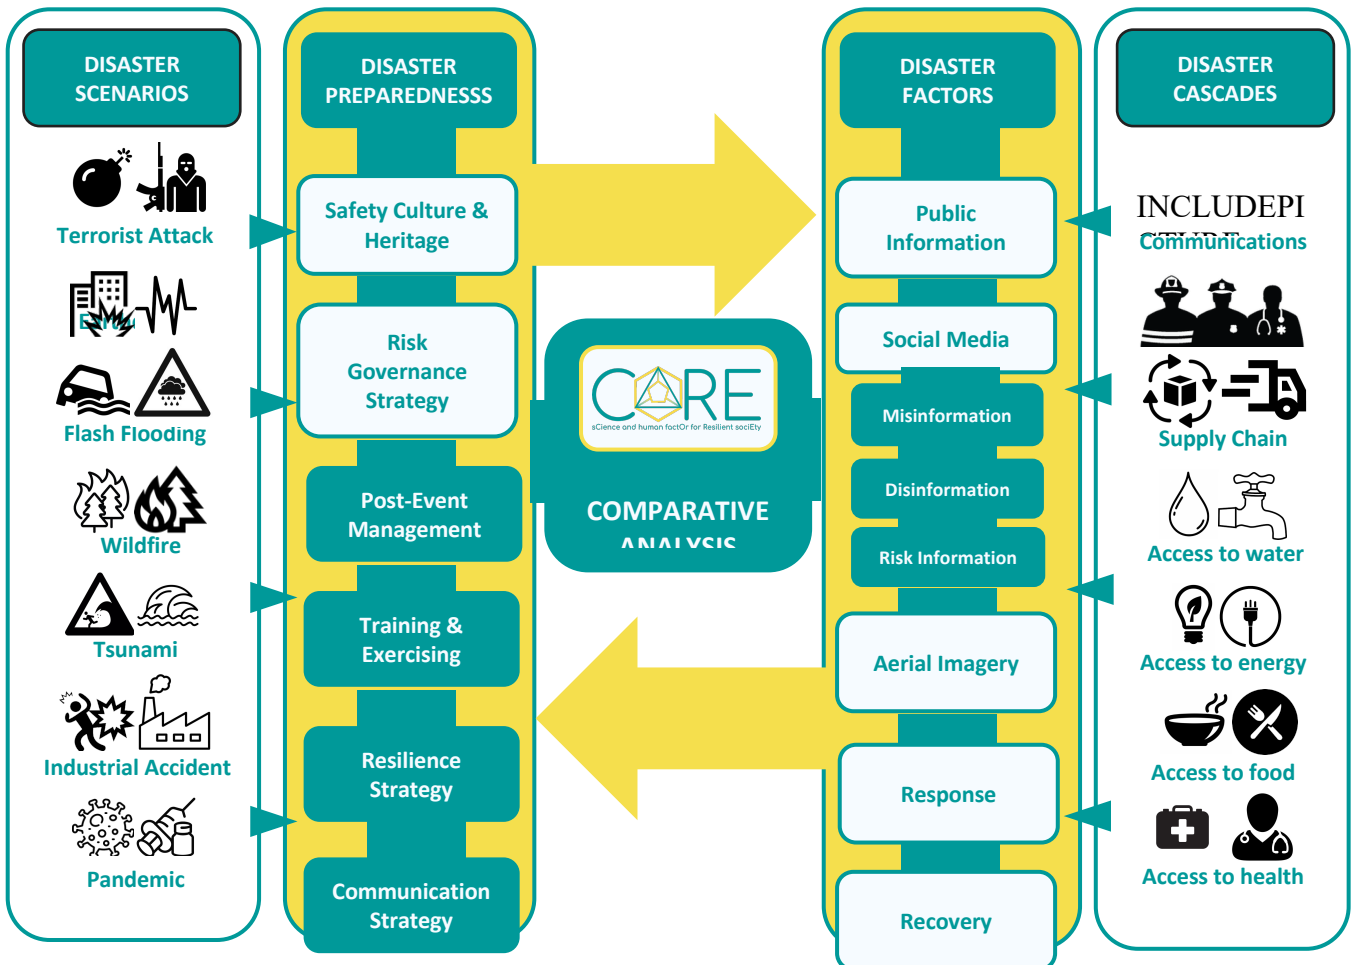 DISASTER
SCENARIOS
Terrorist Attack
Flash Flooding
Wildfire
Tsunami
Industrial Accident
Pandemic
DISASTER
PREPAREDNESSS
Safety Culture &
Heritage
Risk
Governance
Strategy
Post-Event
Management
Training &
Exercising
Resilience
Strategy
Communication
Strategy
CORE
sCience and human factOr for Resilient sociEty
COMPARATIVE
ANALYSIS
DISASTER
FACTORS
Public
Information
Social Media
Misinformation
Disinformation
Risk Information
Aerial Imagery
Response
Recovery
DISASTER
CASCADES
INCLUDEPI
CTURE
Communications
Supply Chain
Access to water
Access to energy
Access to food
Access to health